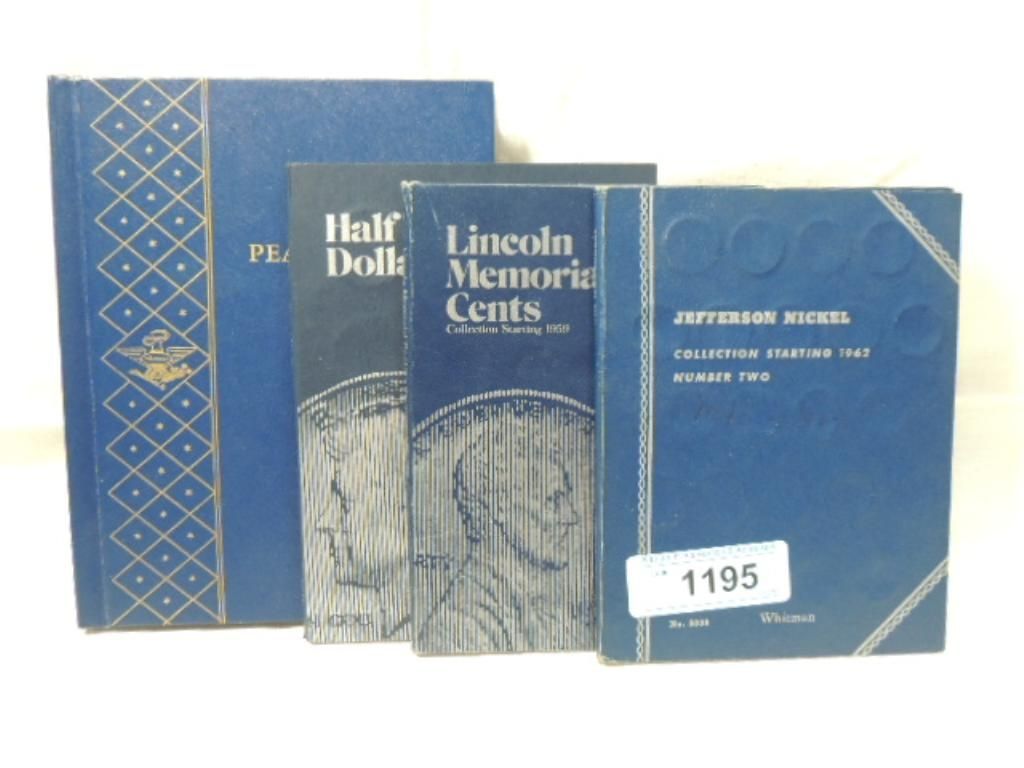 PEA
Half
Dolla
Lincoln
Memoria
Cents
Collection Starting 1959
JEFFERSON NICKEL
COLLECTION STARTING 1962
NUMBER TWO
1195
Whitman